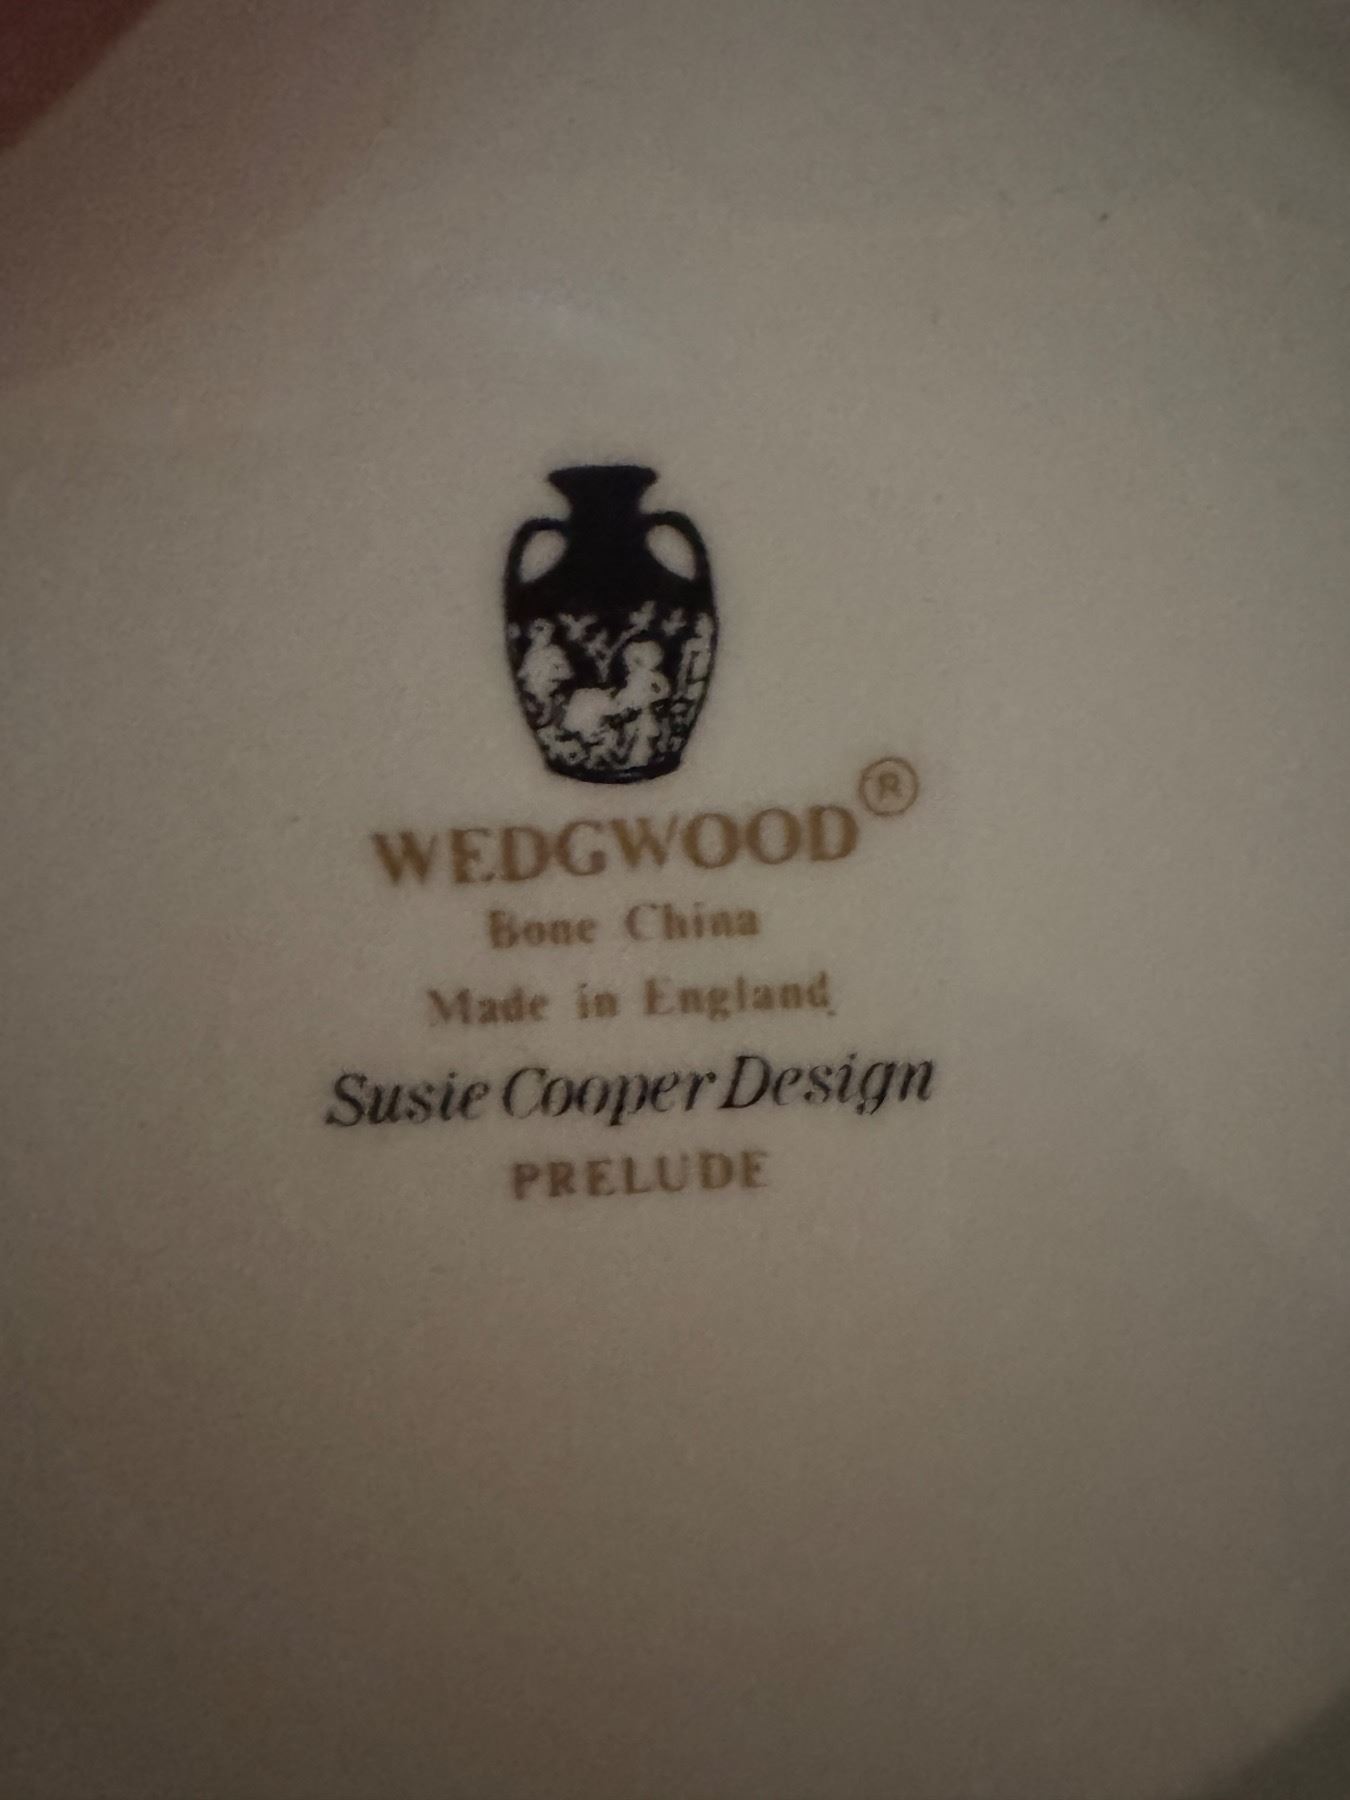 WEDGWOOD®
Bone China
Made in England
Susie Cooper Design
PRELUDE